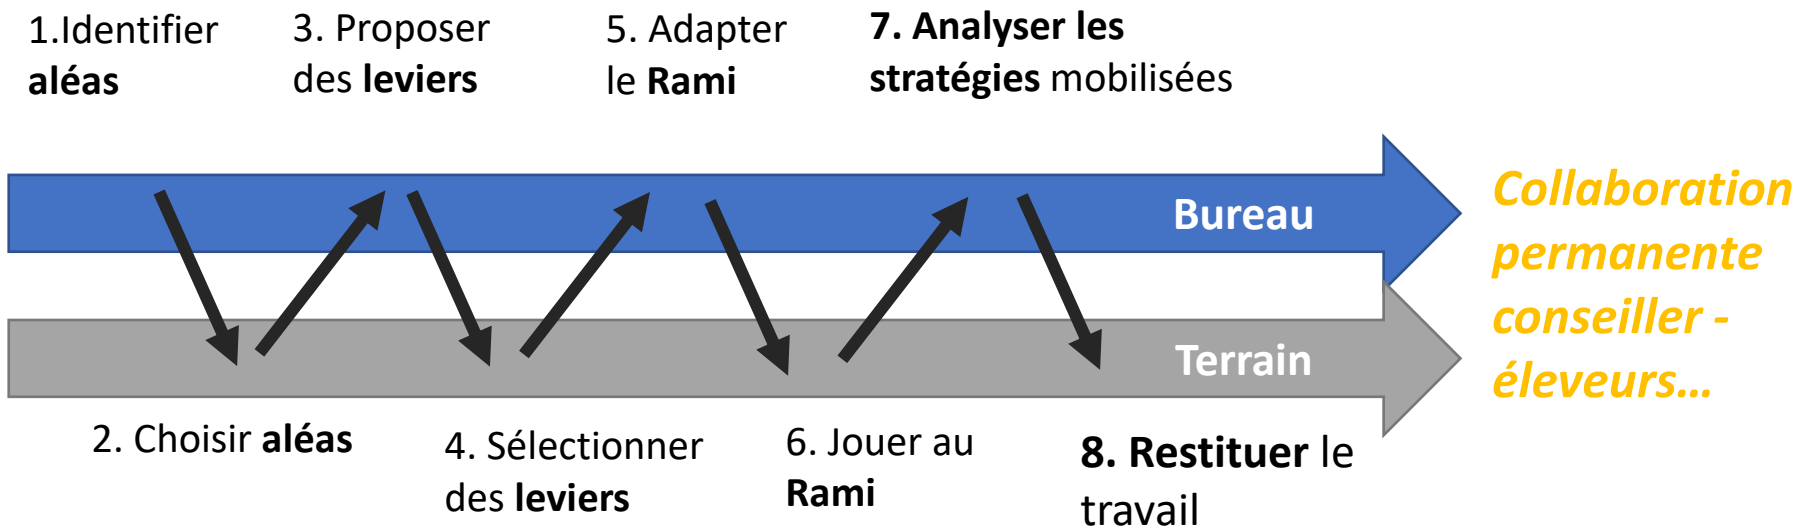 1.Identifier
aléas
3. Proposer
des leviers
5. Adapter
le Rami
7. Analyser les
stratégies mobilisées
Bureau
Terrain
Collaboration
permanente
conseiller -
éleveurs...
2. Choisir aléas
4. Sélectionner
des leviers
6. Jouer au
Rami
8. Restituer le
travail